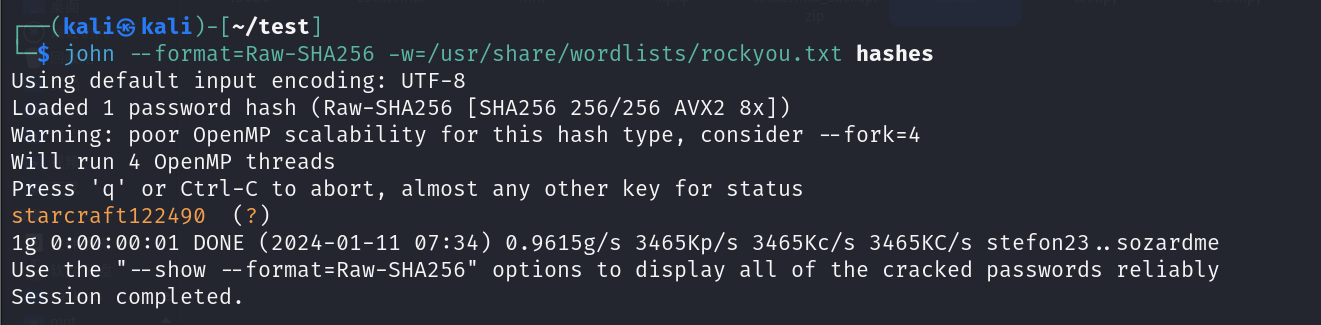 zip
┌──(kali㉿kali)-[~/test]
└─$ john --format=Raw-SHA256 -w=/usr/share/wordlists/rockyou.txt hashes
Using default input encoding: UTF-8
Loaded 1 password hash (Raw-SHA256 [SHA256 256/256 AVX2 8x])
Warning: poor OpenMP scalability for this hash type, consider --fork=4
Will run 4 OpenMP threads
Press 'q' or Ctrl-C to abort, almost any other key for status
starcraft122490  (?)
1g 0:00:00:01 DONE (2024-01-11 07:34) 0.9615g/s 3465Kp/s 3465Kc/s 3465KC/s stefon23..sozardme
Use the "--show --format=Raw-SHA256" options to display all of the cracked passwords reliably
Session completed.